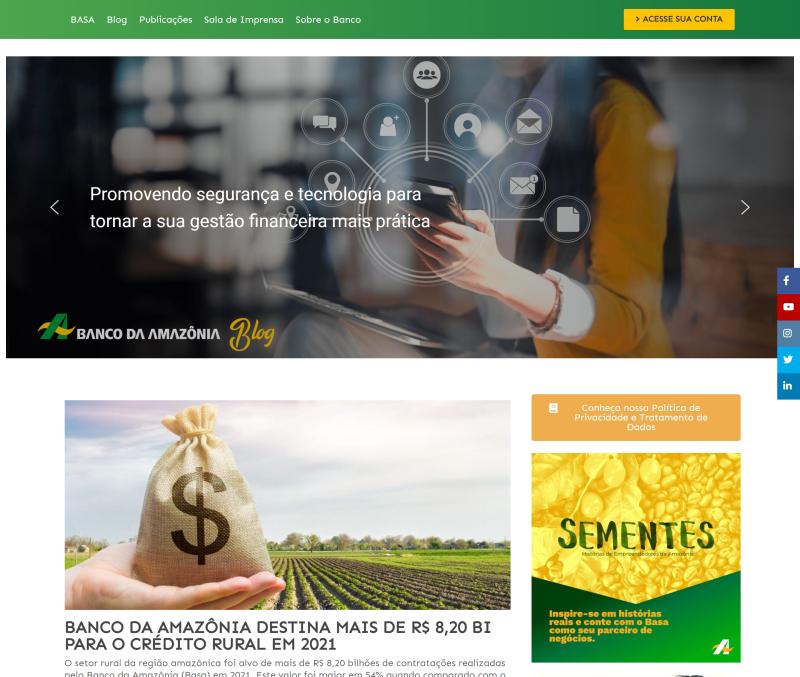 BASA Blog Publicações Sala de Imprensa Sobre o Banco
ACESSE SUA CONTA
Promovendo segurança e tecnologia para
tornar a sua gestão financeira mais prática
BANCO DA AMAZÔNIA Blog
BANCO DA AMAZÔNIA DESTINA MAIS DE R$ 8,20 BI
PARA O CRÉDITO RURAL EM 2021
O setor rural da região amazônica foi alvo de mais de R$ 8,20 bilhões de contratações realizadas
pelo Banco da Amazônia (Basa) em 2021. Este valor foi maior em 54% quando comparado com o
Conheça nossa Política de
Privacidade e Tratamento de
Dados
SEMENTES
Histórias de Empreendedores da Amazônia
Inspire-se em histórias
reais e conte com o Basa
como seu parceiro de
negócios.